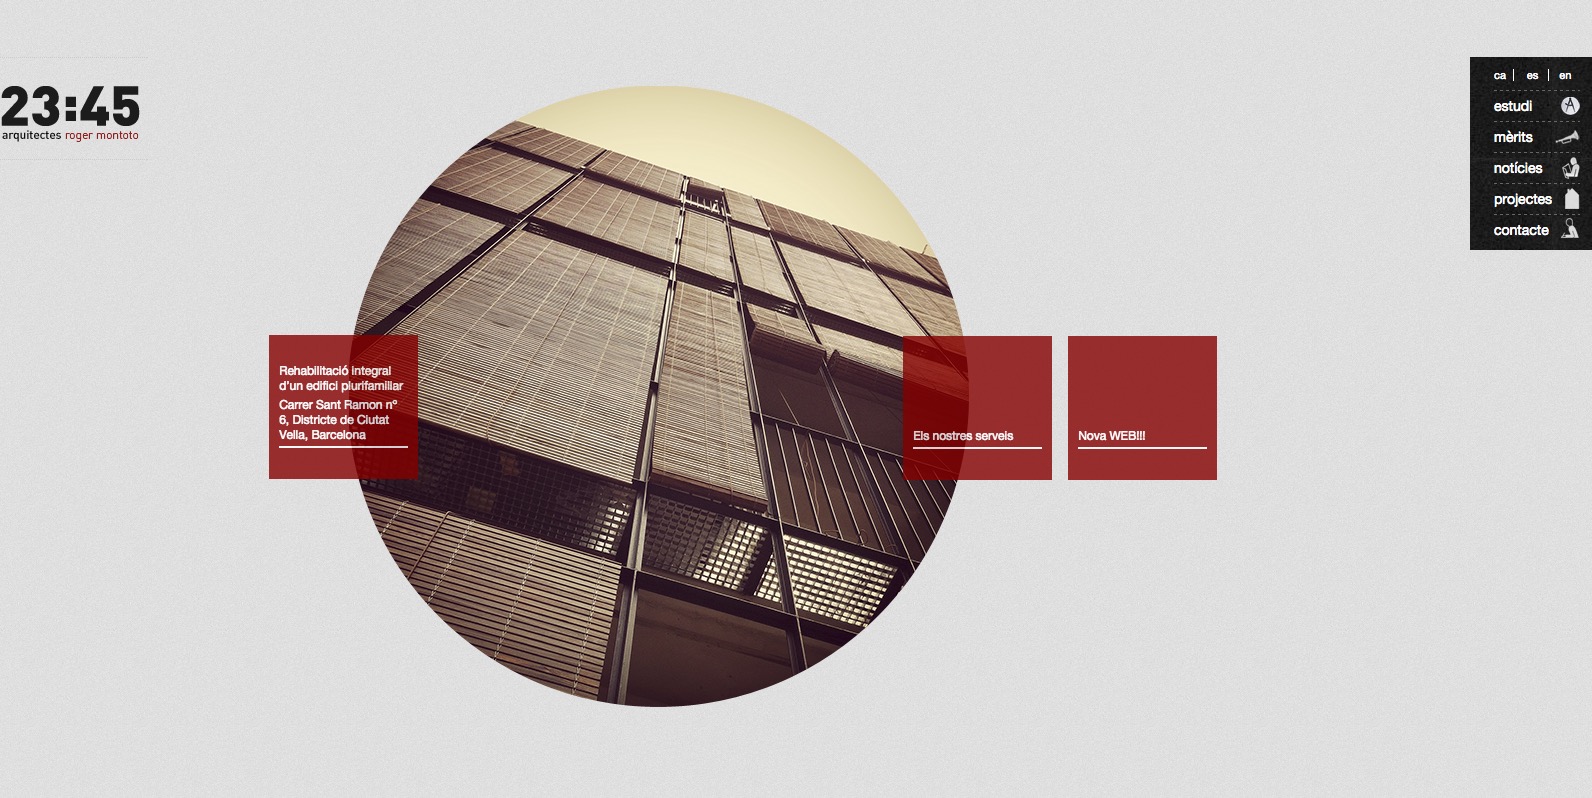 23:45
arquitectes roger montoto
ca | es | en
estudi
mèrits
notícies
projectes
contacte
Rehabilitació integral
d'un edifici plurifamiliar
Carrer Sant Ramon nº
6, Districte de Ciutat
Vella, Barcelona
Els nostres serveis
Nova WEB!!!